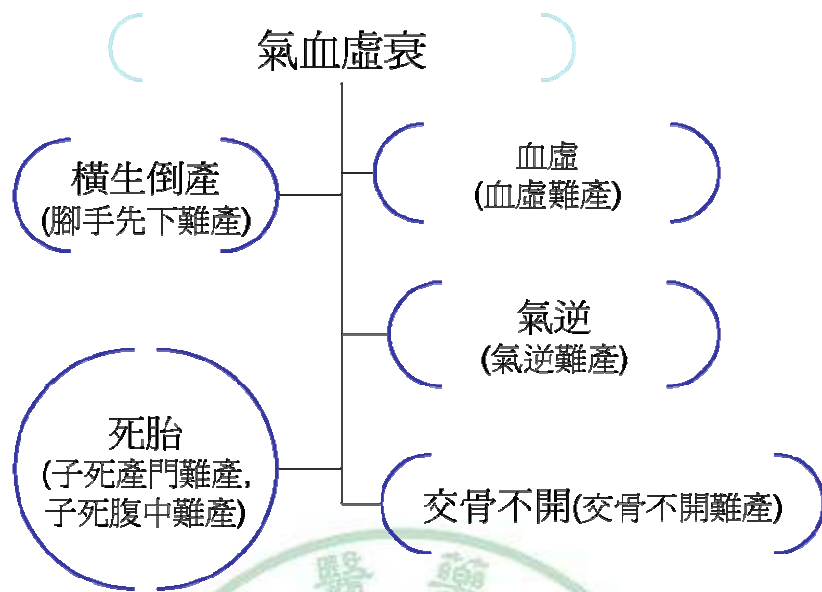 氣血虛衰
橫生倒產
(腳手先下難產)
血虛
(血虛難產)
氣逆
(氣逆難產)
死胎
(子死產門難產,
子死腹中難產)
交骨不開(交骨不開難產)
醫 藥